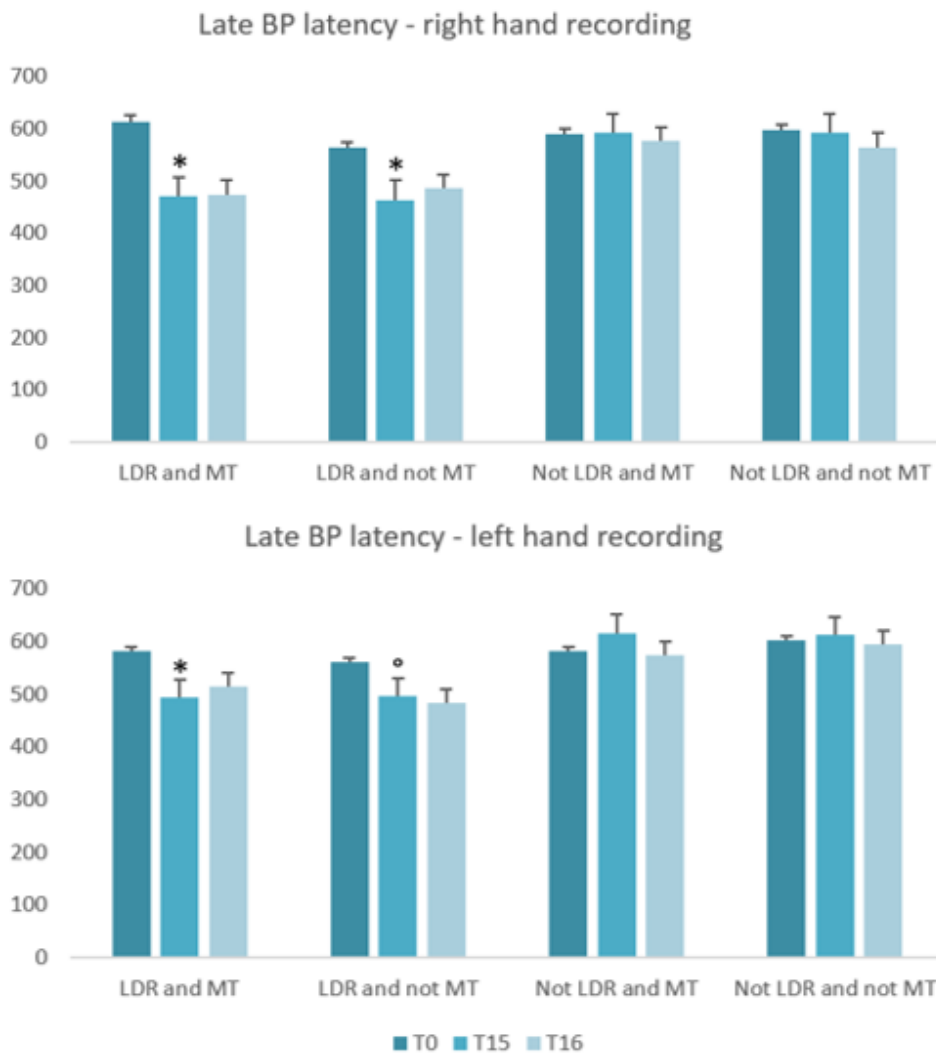 Late BP latency - right hand recording
700
600
500
400
300
200
100
0
*
*
LDR and MT
LDR and not MT
Not LDR and MT
Not LDR and not MT
Late BP latency - left hand recording
700
600
500
400
300
200
100
0
*
°
LDR and MT
LDR and not MT
Not LDR and MT
Not LDR and not MT
T0 T15 T16